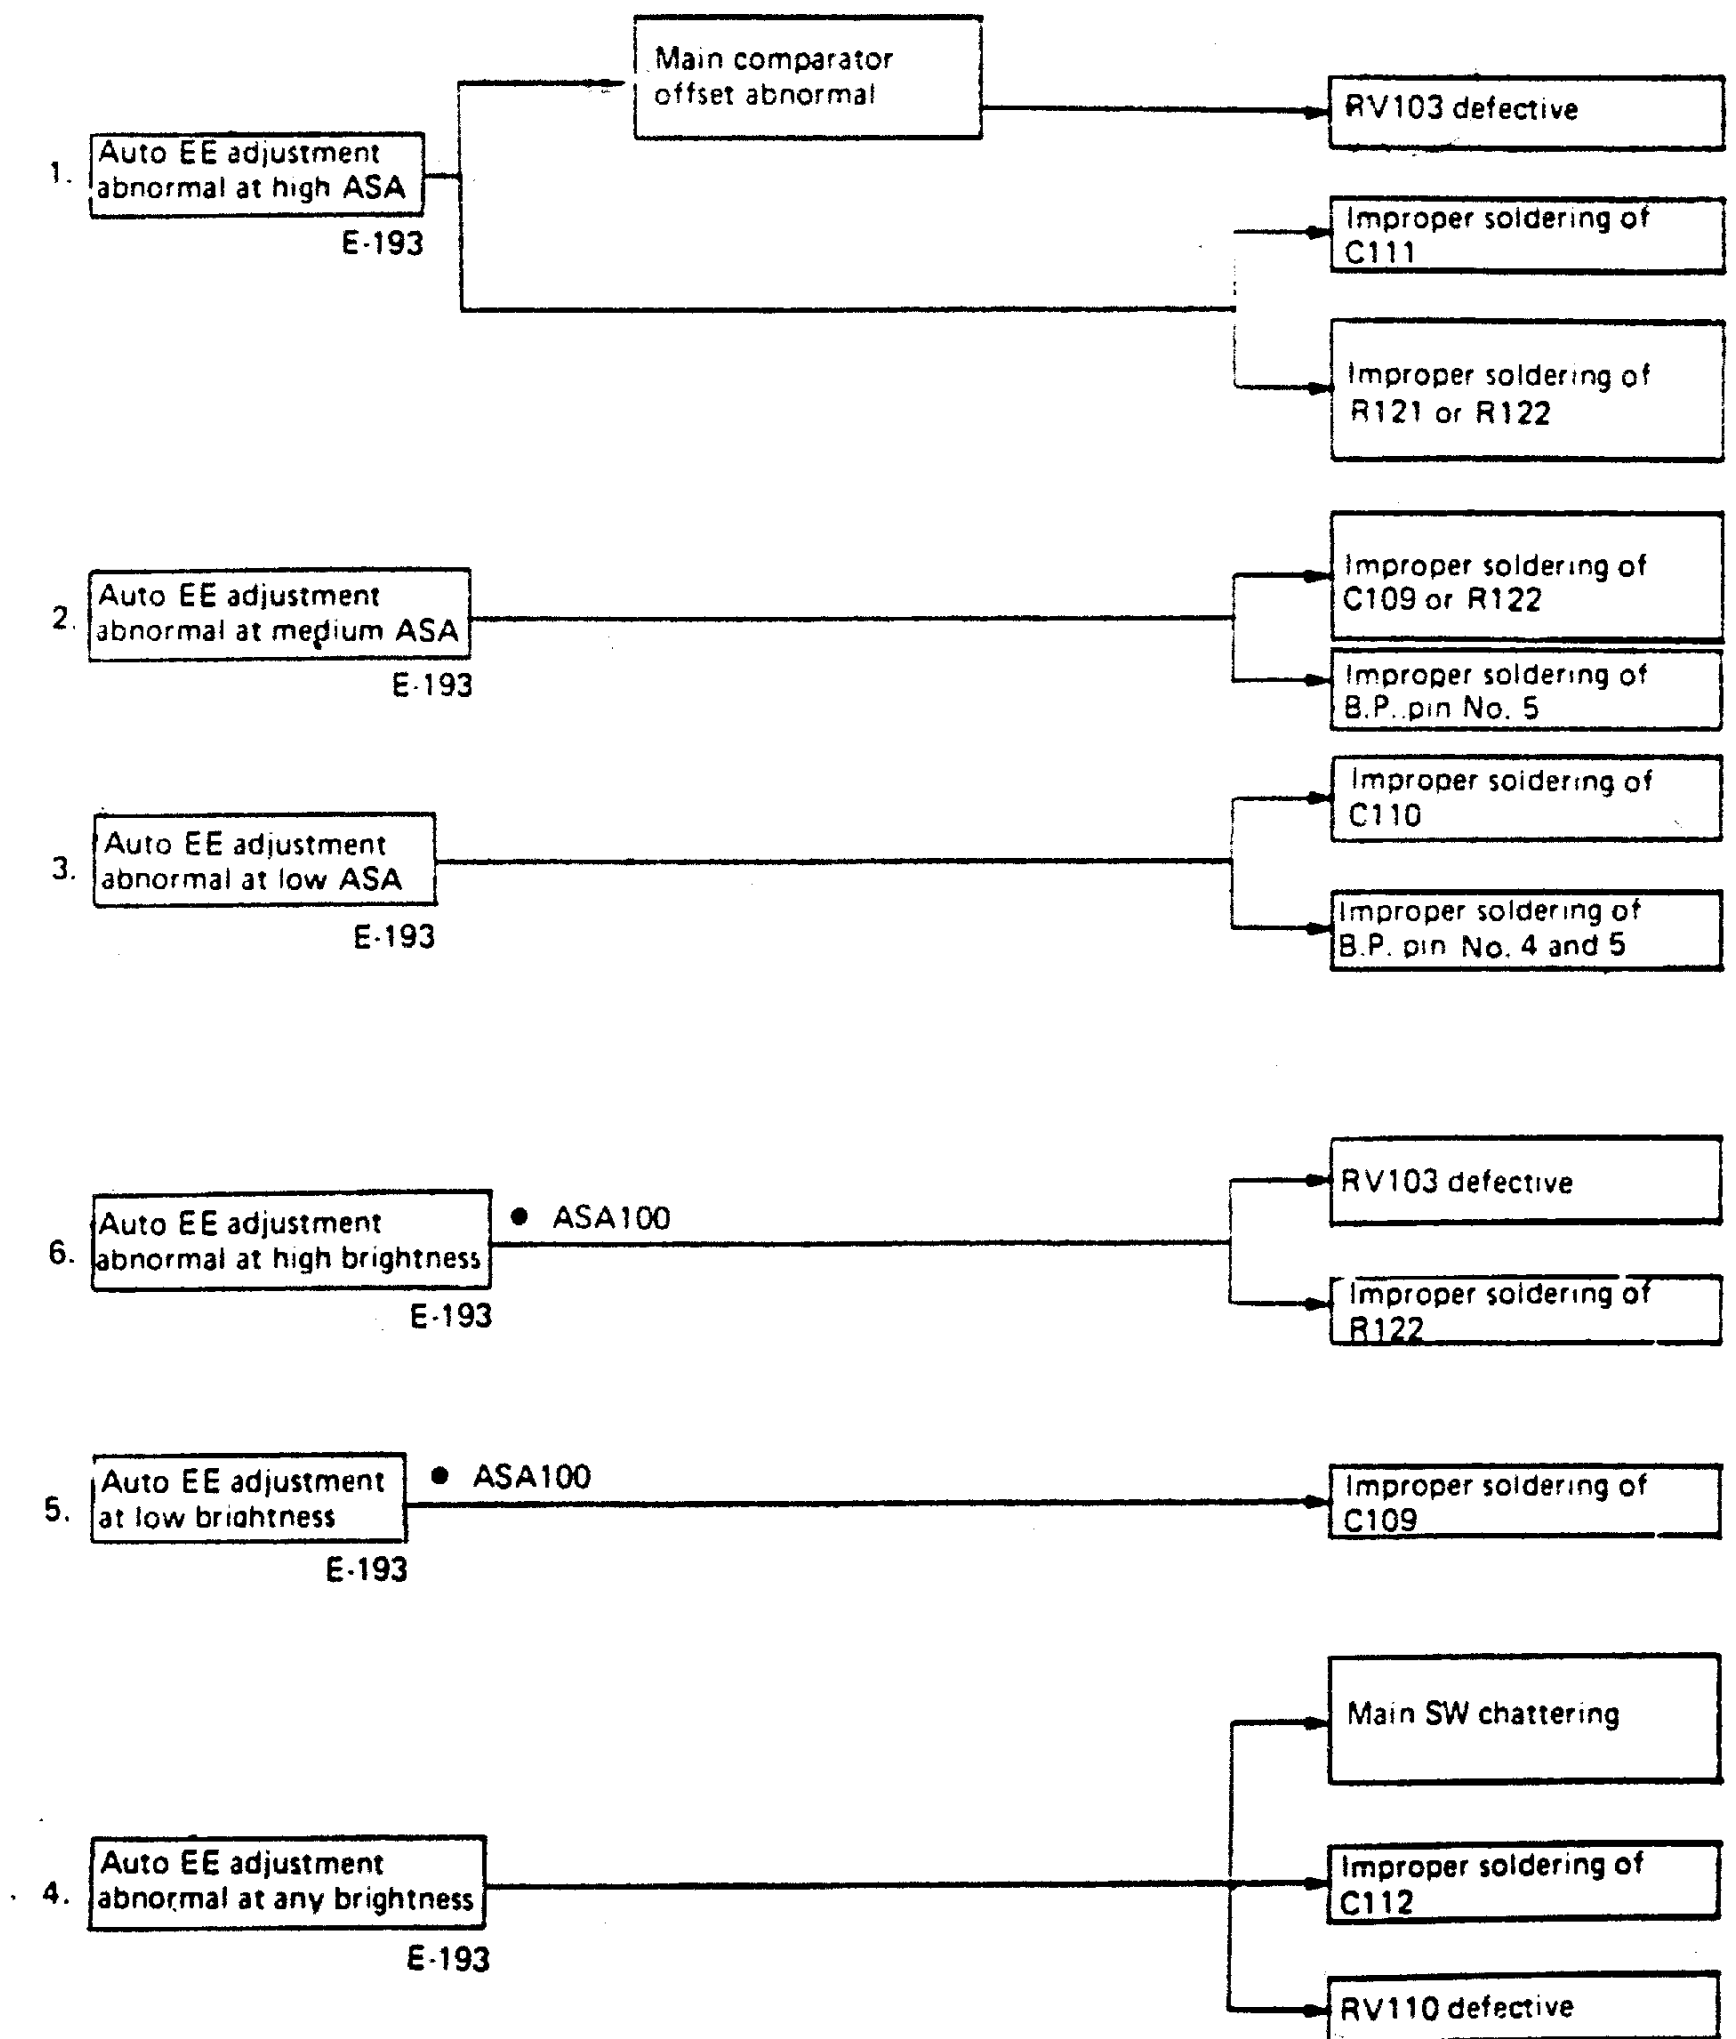 Main comparator
offset abnormal
RV103 defective
1.
Auto EE adjustment
abnormal at high ASA
E-193
Improper soldering of
C111
Improper soldering of
R121 or R122
2.
Auto EE adjustment
abnormal at medium ASA
E-193
Improper soldering of
C109 or R122
Improper soldering of
B.P. pin No. 5
3.
Auto EE adjustment
abnormal at low ASA
E-193
Improper soldering of
C110
Improper soldering of
B.P. pin No. 4 and 5
6.
Auto EE adjustment
abnormal at high brightness
E-193
● ASA100
RV103 defective
Improper soldering of
R122
5.
Auto EE adjustment
at low brightness
E-193
● ASA100
Improper soldering of
C109
4.
Auto EE adjustment
abnormal at any brightness
E-193
Main SW chattering
Improper soldering of
C112
RV110 defective